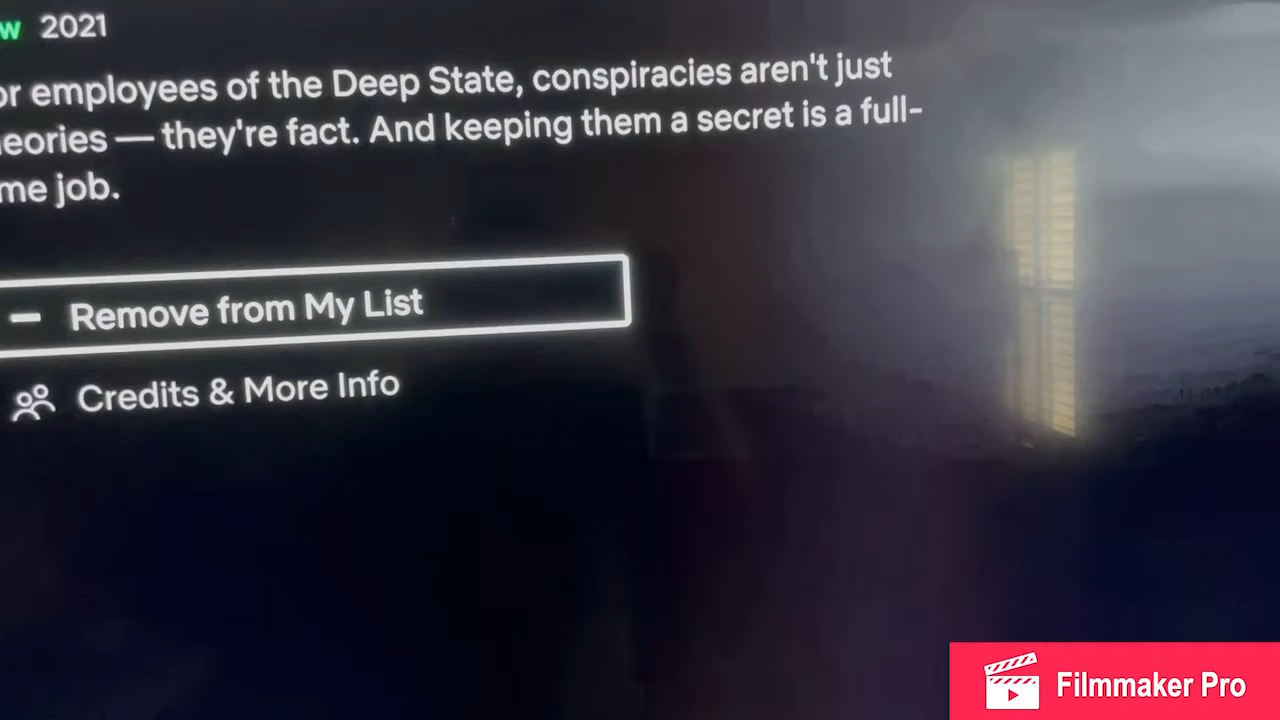 w 2021
or employees of the Deep State, conspiracies aren't just
eories — they're fact. And keeping them a secret is a full-
me job.
Remove from My List
Credits & More Info
Filmmaker Pro